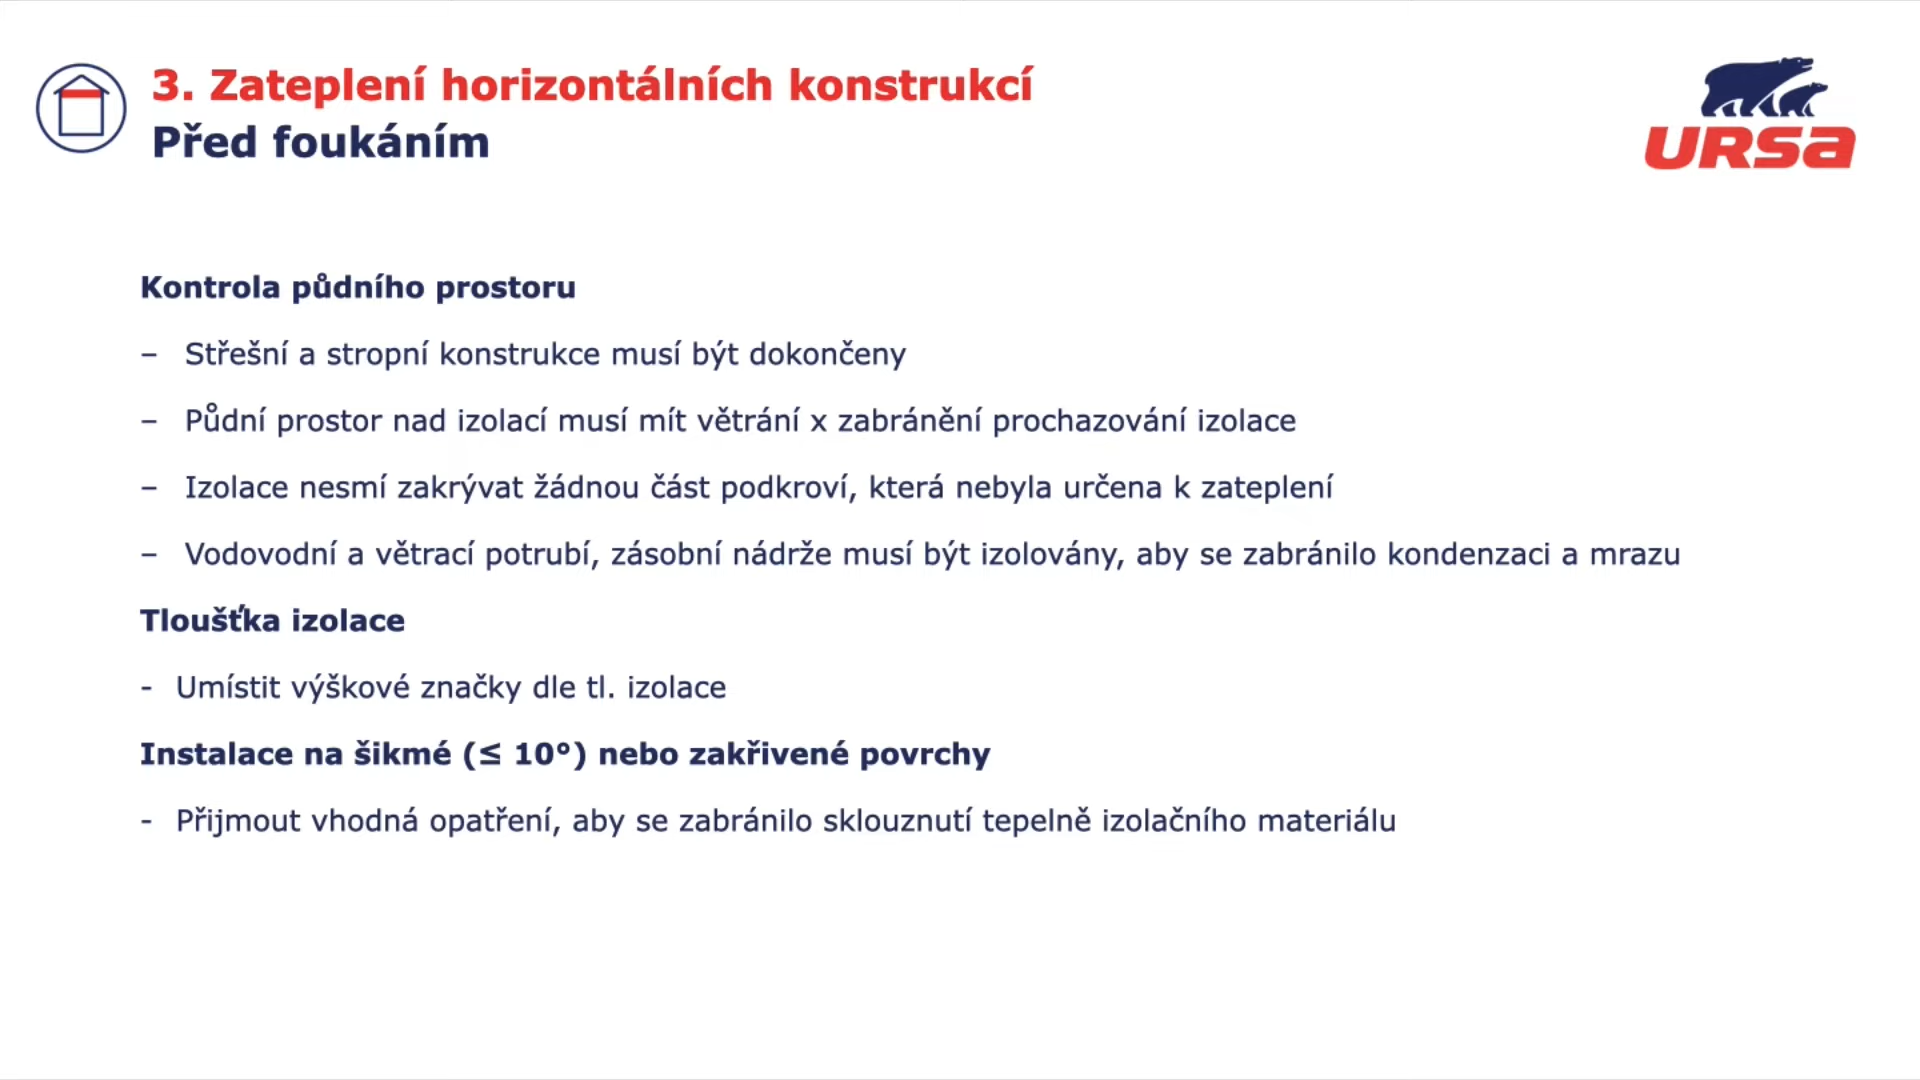 3. Zateplení horizontálních konstrukcí
Před foukáním
URSA
Kontrola půdního prostoru
– Střešní a stropní konstrukce musí být dokončeny
– Půdní prostor nad izolací musí mít větrání x zabránění prochazování izolace
– Izolace nesmí zakrývat žádnou část podkroví, která nebyla určena k zateplení
– Vodovodní a větrací potrubí, zásobní nádrže musí být izolovány, aby se zabránilo kondenzaci a mrazu
Tloušťka izolace
- Umístit výškové značky dle tl. izolace
Instalace na šikmé (≤ 10°) nebo zakřivené povrchy
- Přijmout vhodná opatření, aby se zabránilo sklouznutí tepelně izolačního materiálu